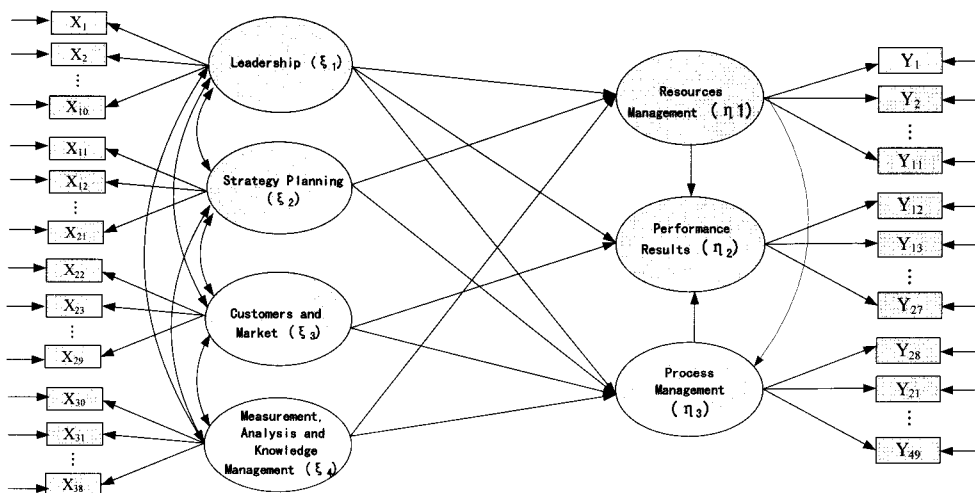 X1
X2
⋮
X10
X11
X12
⋮
X21
X22
X23
⋮
X29
X30
X31
⋮
X38
Leadership (ξ1)
Strategy Planning
(ξ2)
Customers and
Market (ξ3)
Measurement,
Analysis and
Knowledge
Management (ξ4)
Resources
Management (η1)
Performance
Results (η2)
Process
Management
(η3)
Y1
Y2
⋮
Y11
Y12
Y13
⋮
Y27
Y28
Y21
⋮
Y49